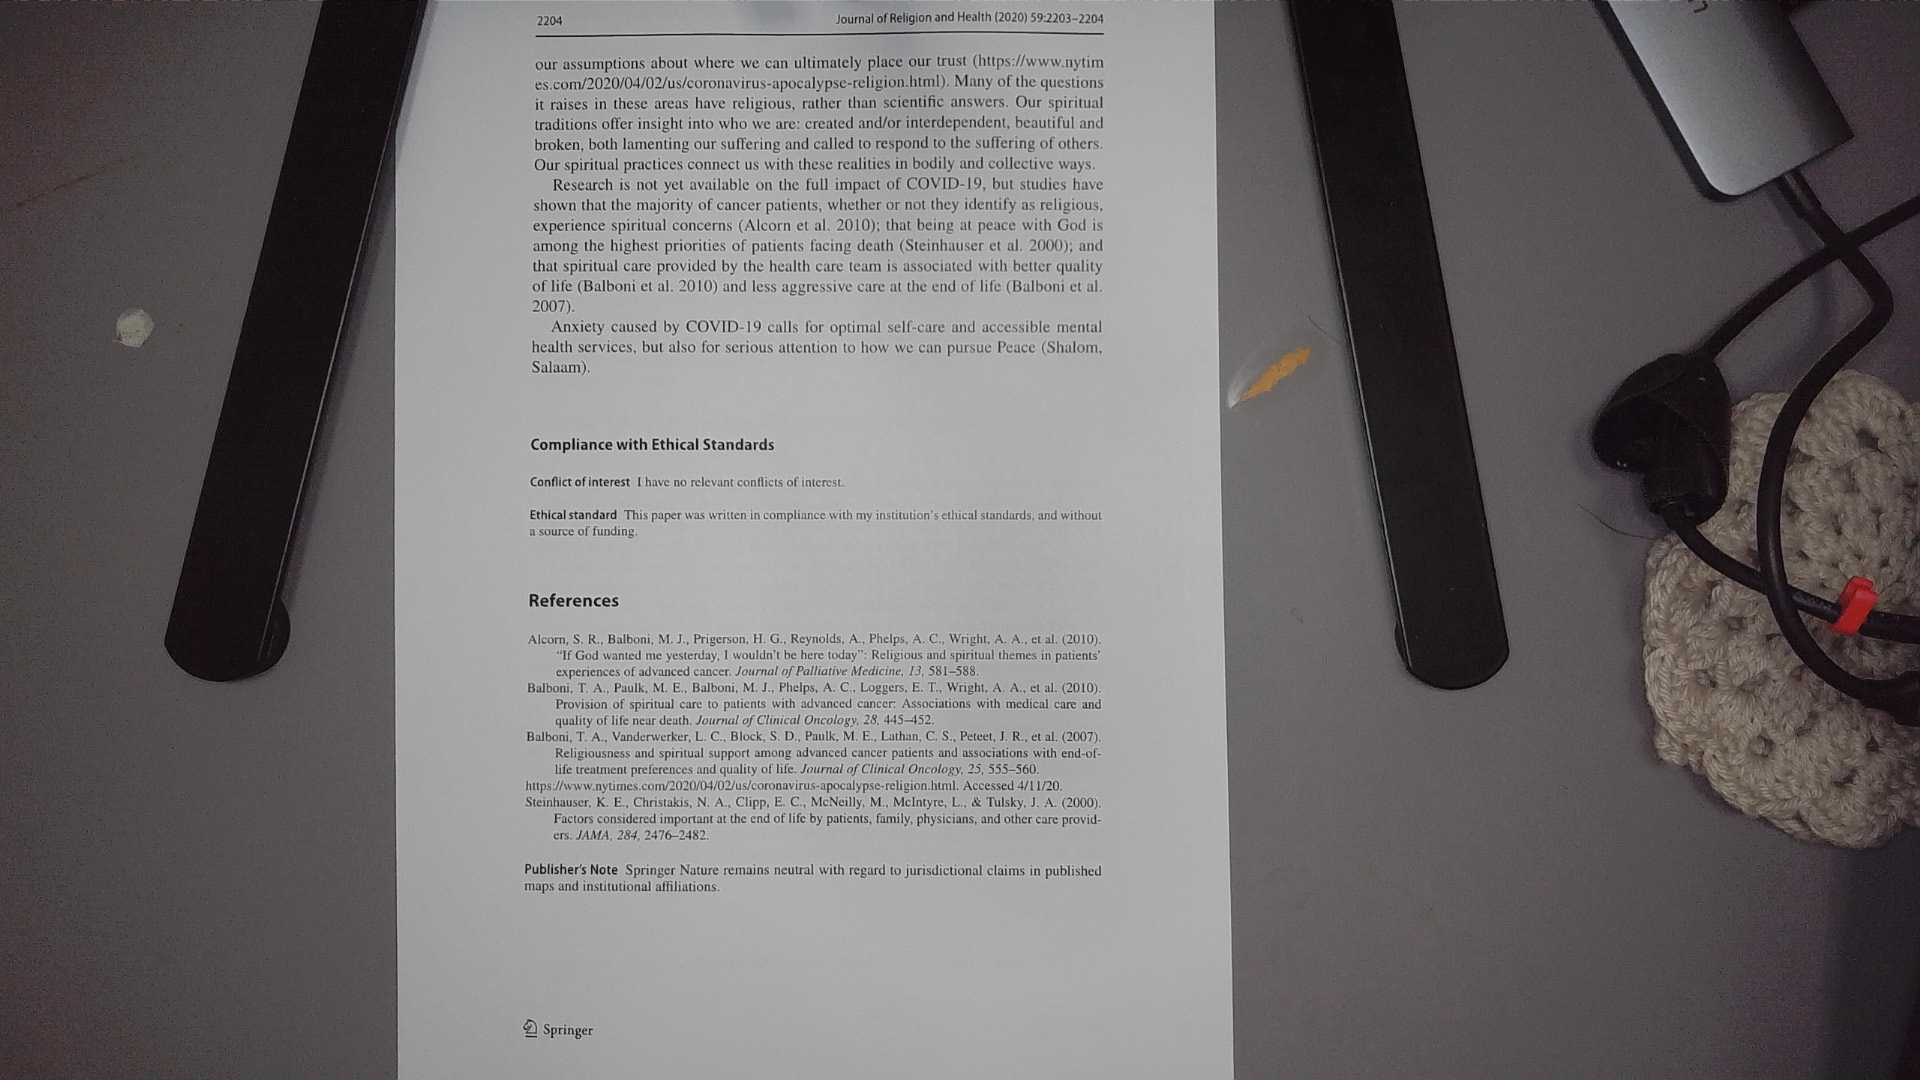 2204
Journal of Religion and Health (2020) 59:2203–2204
our assumptions about where we can ultimately place our trust (https://www.nytim
es.com/2020/04/02/us/coronavirus-apocalypse-religion.html). Many of the questions
it raises in these areas have religious, rather than scientific answers. Our spiritual
traditions offer insight into who we are: created and/or interdependent, beautiful and
broken, both lamenting our suffering and called to respond to the suffering of others.
Our spiritual practices connect us with these realities in bodily and collective ways.
Research is not yet available on the full impact of COVID-19, but studies have
shown that the majority of cancer patients, whether or not they identify as religious,
experience spiritual concerns (Alcorn et al. 2010); that being at peace with God is
among the highest priorities of patients facing death (Steinhauser et al. 2000); and
that spiritual care provided by the health care team is associated with better quality
of life (Balboni et al. 2010) and less aggressive care at the end of life (Balboni et al.
2007).
Anxiety caused by COVID-19 calls for optimal self-care and accessible mental
health services, but also for serious attention to how we can pursue Peace (Shalom,
Salaam).
Compliance with Ethical Standards
Conflict of interest I have no relevant conflicts of interest.
Ethical standard This paper was written in compliance with my institution's ethical standards, and without
a source of funding.
References
Alcorn, S. R., Balboni, M. J., Prigerson, H. G., Reynolds, A., Phelps, A. C., Wright, A. A., et al. (2010).
“If God wanted me yesterday, I wouldn't be here today”: Religious and spiritual themes in patients'
experiences of advanced cancer. Journal of Palliative Medicine, 13, 581–588.
Balboni, T. A., Paulk, M. E., Balboni, M. J., Phelps, A. C., Loggers, E. T., Wright, A. A., et al. (2010).
Provision of spiritual care to patients with advanced cancer: Associations with medical care and
quality of life near death. Journal of Clinical Oncology, 28, 445–452.
Balboni, T. A., Vanderwerker, L. C., Block, S. D., Paulk, M. E., Lathan, C. S., Peteet, J. R., et al. (2007).
Religiousness and spiritual support among advanced cancer patients and associations with end-of-
life treatment preferences and quality of life. Journal of Clinical Oncology, 25, 555–560.
https://www.nytimes.com/2020/04/02/us/coronavirus-apocalypse-religion.html. Accessed 4/11/20.
Steinhauser, K. E., Christakis, N. A., Clipp, E. C., McNeilly, M., McIntyre, L., & Tulsky, J. A. (2000).
Factors considered important at the end of life by patients, family, physicians, and other care provid-
ers. JAMA, 284, 2476–2482.
Publisher's Note Springer Nature remains neutral with regard to jurisdictional claims in published
maps and institutional affiliations.
Springer